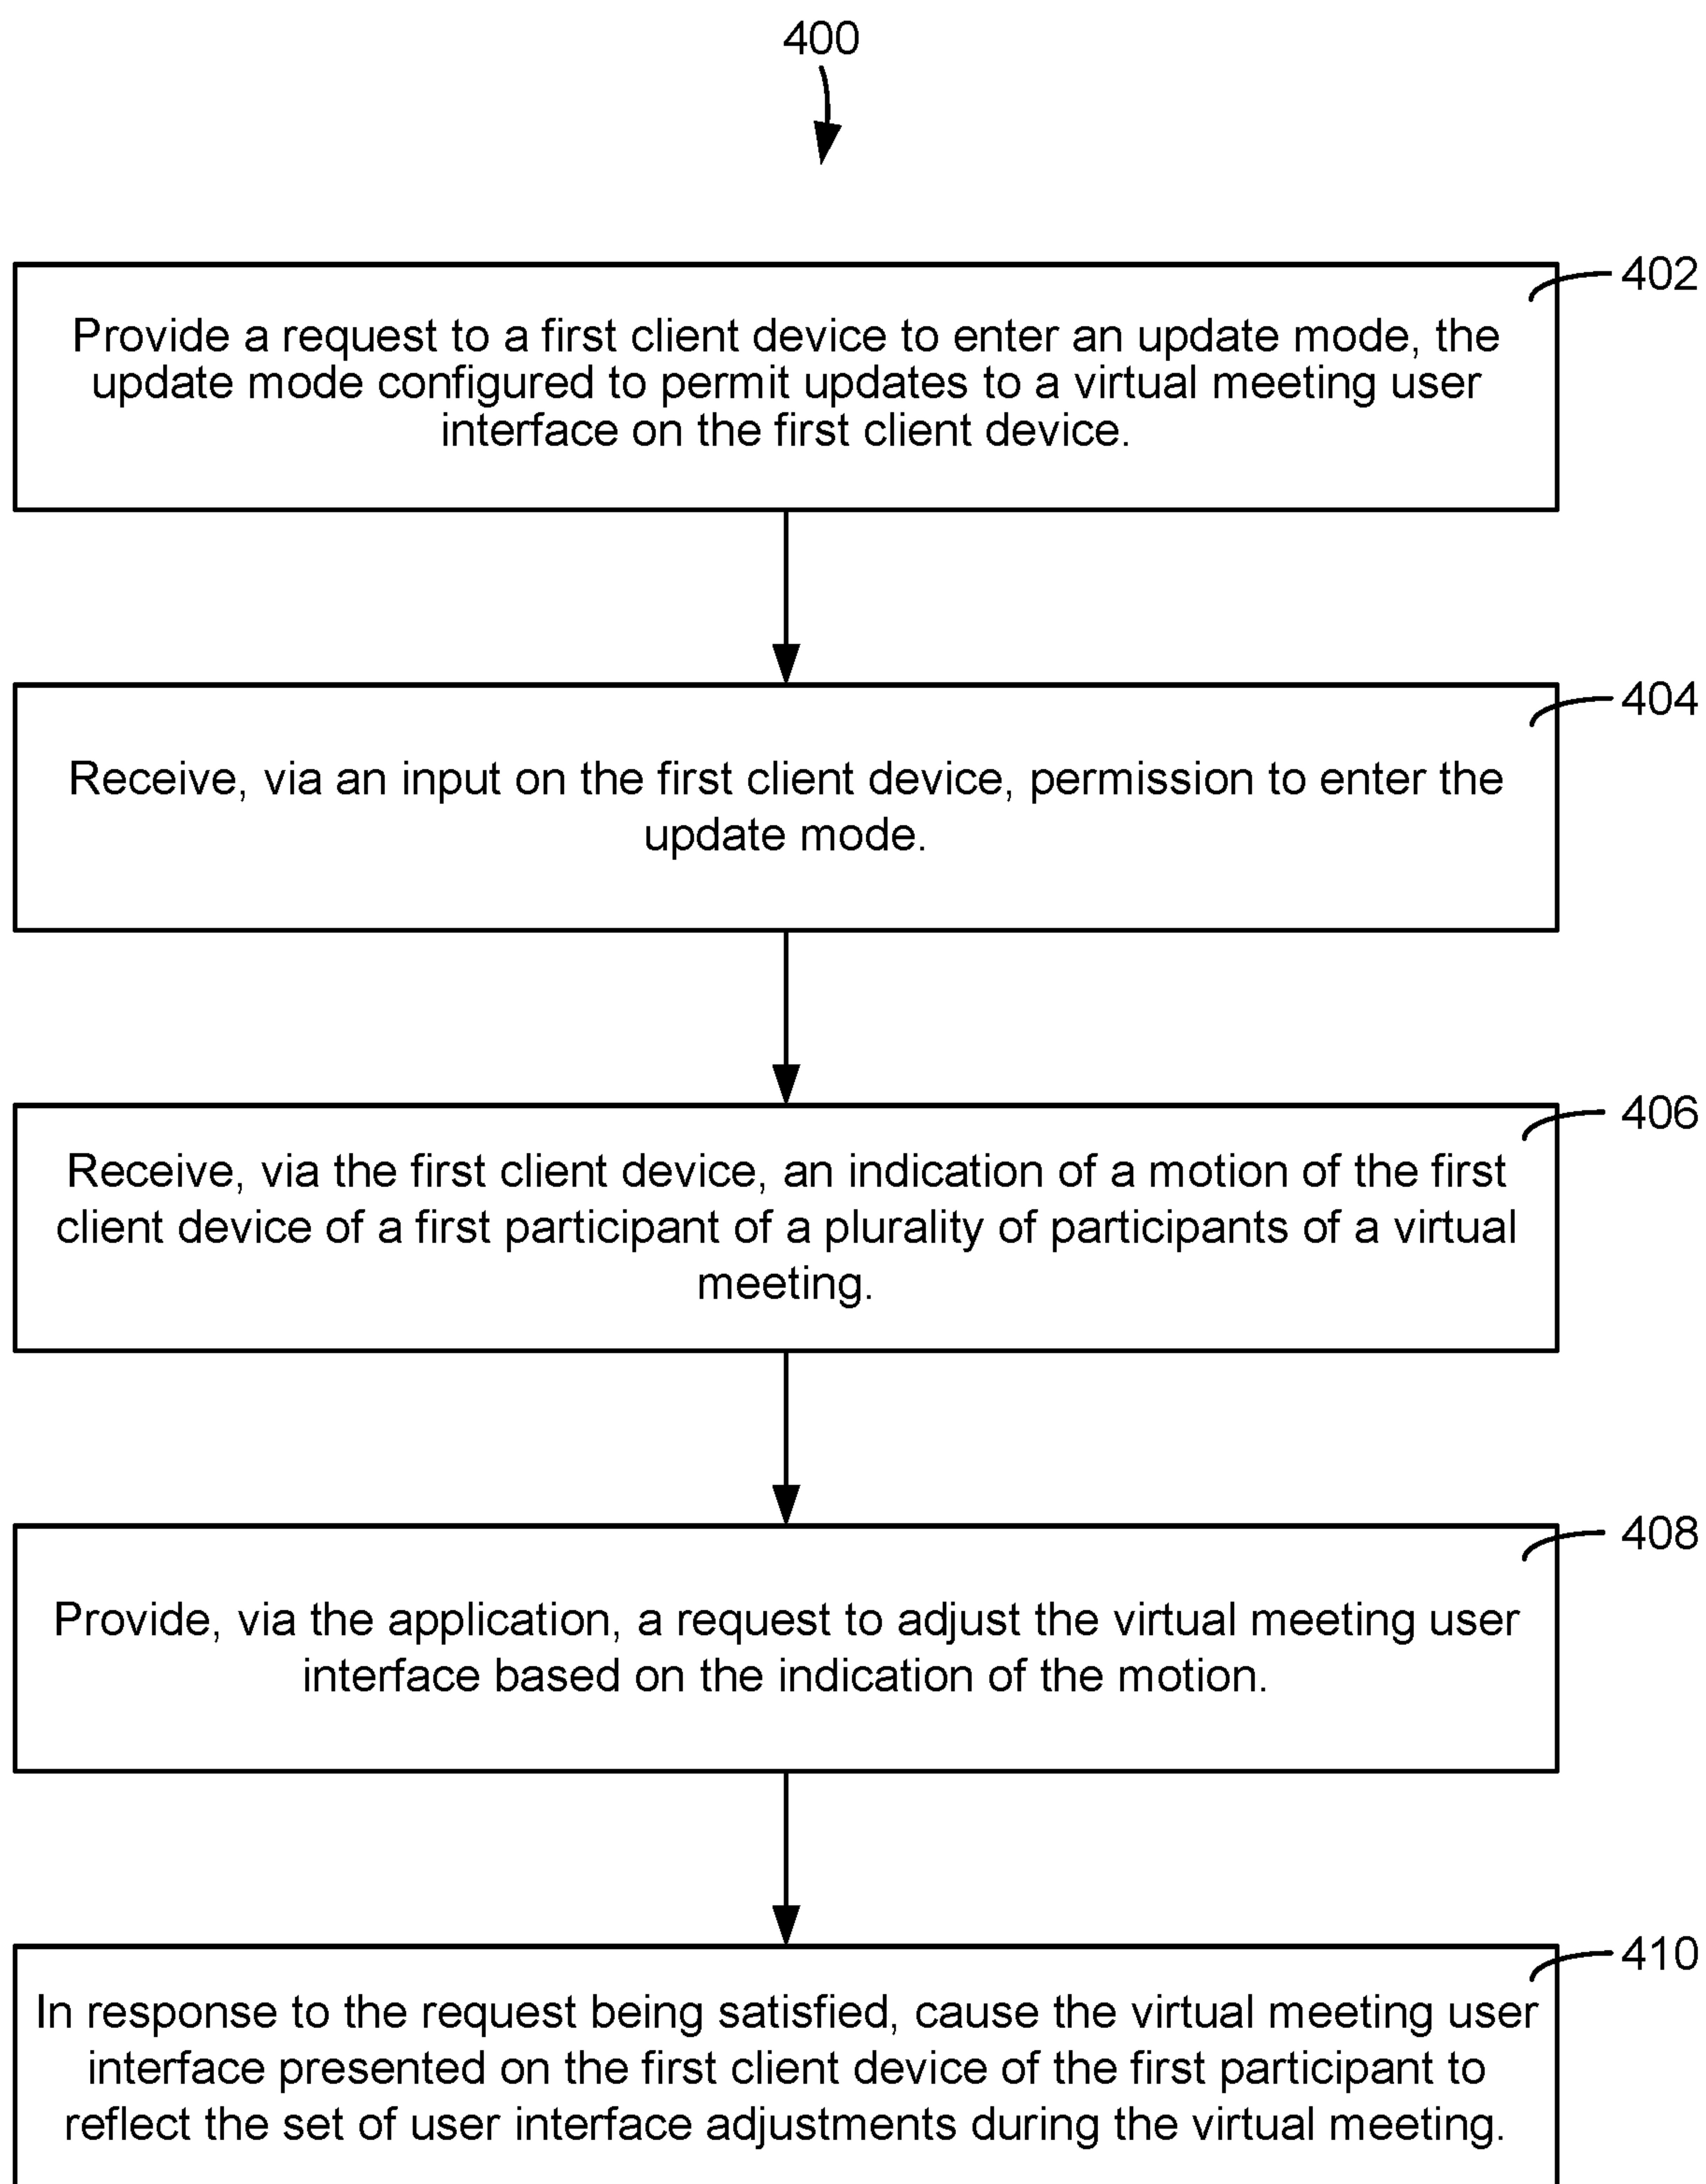 400
402
Provide a request to a first client device to enter an update mode, the
update mode configured to permit updates to a virtual meeting user
interface on the first client device.
404
Receive, via an input on the first client device, permission to enter the
update mode.
406
Receive, via the first client device, an indication of a motion of the first
client device of a first participant of a plurality of participants of a virtual
meeting.
408
Provide, via the application, a request to adjust the virtual meeting user
interface based on the indication of the motion.
410
In response to the request being satisfied, cause the virtual meeting user
interface presented on the first client device of the first participant to
reflect the set of user interface adjustments during the virtual meeting.